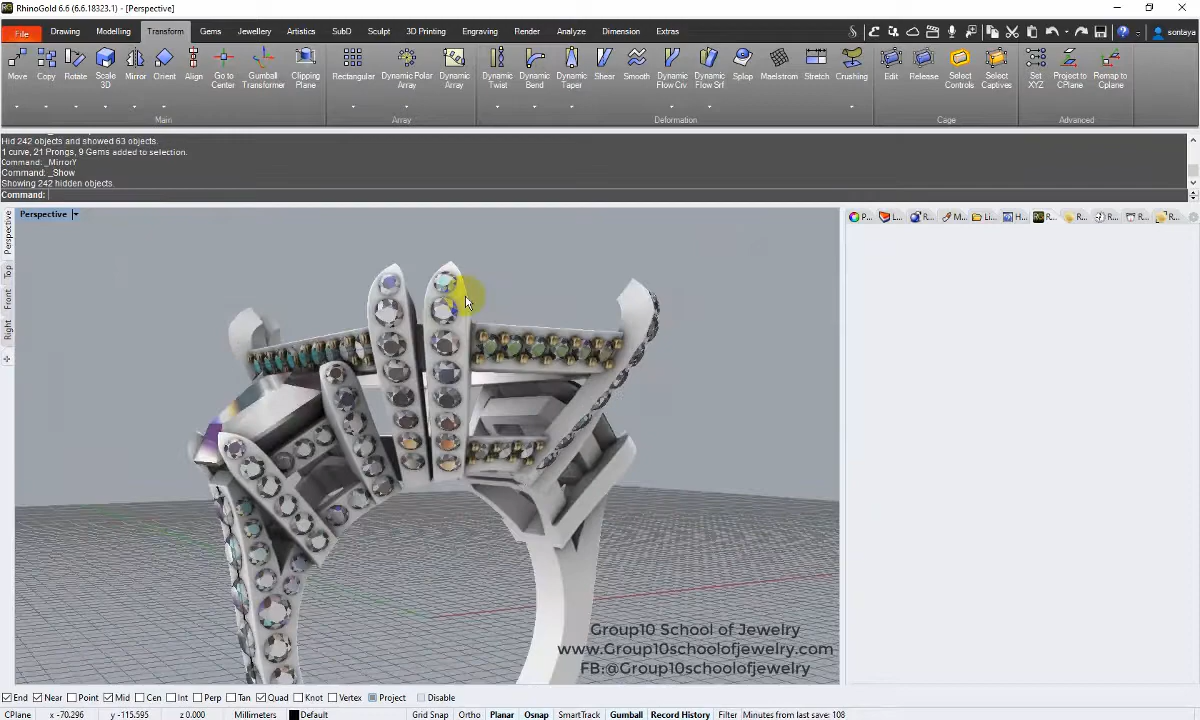 RhinoGold 6.6 (6.6.18323.1) - [Perspective]
File Drawing Modelling Transform Gems Jewellery Artistics SubD Sculpt 3D Printing Engraving Render Analyze Dimension Extras
sontaya
Move Copy Rotate Scale 3D Mirror Orient Align Go to Center Gumball Transformer Clipping Plane Rectangular Dynamic Polar Array Dynamic Array Dynamic Twist Dynamic Bend Dynamic Taper Shear Smooth Dynamic Flow Crv Dynamic Flow Srf Splop Maelstrom Stretch Crushing Edit Release Select Controls Select Captives Set XYZ Project to CPlane Remap to Cplane
Main Array Deformation Cage Advanced
Hid 242 objects and showed 63 objects.
1 curve, 21 Prongs, 9 Gems added to selection.
Command: _MirrorY
Command: _Show
Showing 242 hidden objects.
Command:
Perspective
Perspective
Top
Front
Right
P... L... R... M... Li... H... R... R... R... R... R...
Group10 School of Jewelry
www.Group10schoolofjewelry.com
FB:@Group10schoolofjewelry
End Near Point Mid Cen Int Perp Tan Quad Knot Vertex Project Disable
CPlane x -70.296 y -115.595 z 0.000 Millimeters Default Grid Snap Ortho Planar Osnap SmartTrack Gumball Record History Filter Minutes from last save: 108